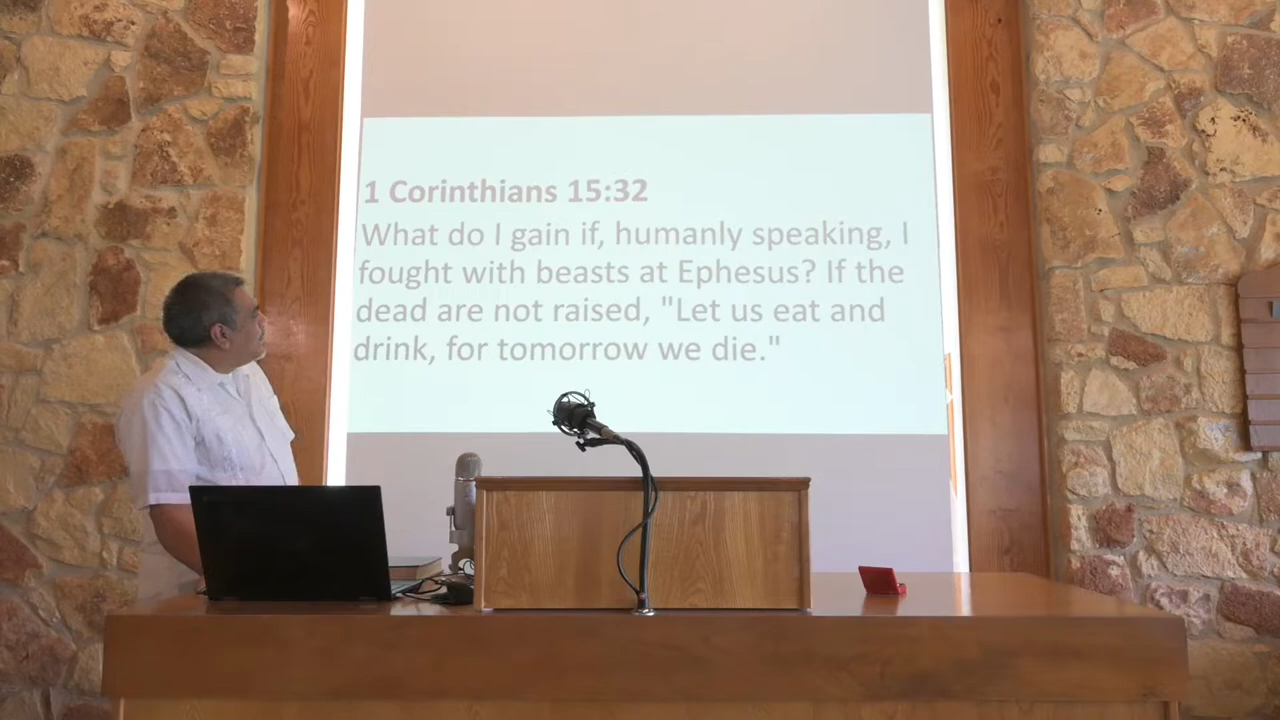 1 Corinthians 15:32
What do I gain if, humanly speaking, I
fought with beasts at Ephesus? If the
dead are not raised, "Let us eat and
drink, for tomorrow we die."